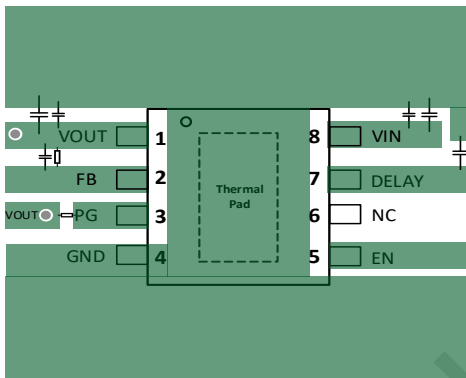 VOUT 1 8 VIN
FB 2 7 DELAY
Thermal
Pad
VOUT PG 3 6 NC
GND 4 5 EN